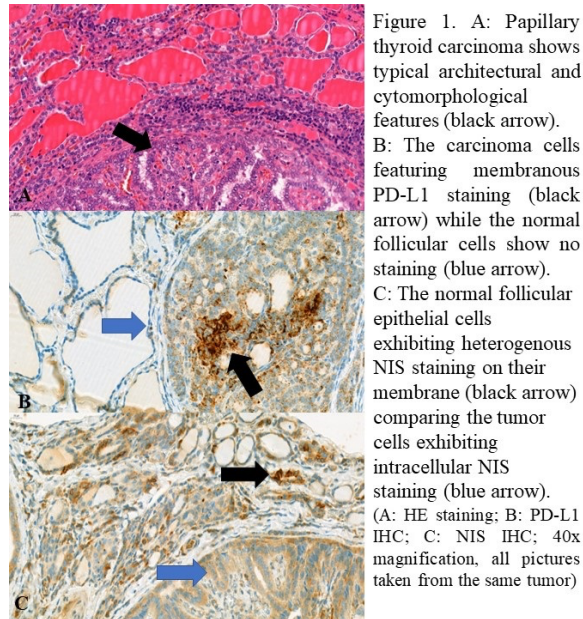 A
B
C
Figure 1. A: Papillary
thyroid carcinoma shows
typical architectural and
cytomorphological
features (black arrow).
B: The carcinoma cells
featuring membranous
PD-L1 staining (black
arrow) while the normal
follicular cells show no
staining (blue arrow).
C: The normal follicular
epithelial cells
exhibiting heterogenous
NIS staining on their
membrane (black arrow)
comparing the tumor
cells exhibiting
intracellular NIS
staining (blue arrow).
(A: HE staining; B: PD-L1
IHC; C: NIS IHC; 40x
magnification, all pictures
taken from the same tumor)